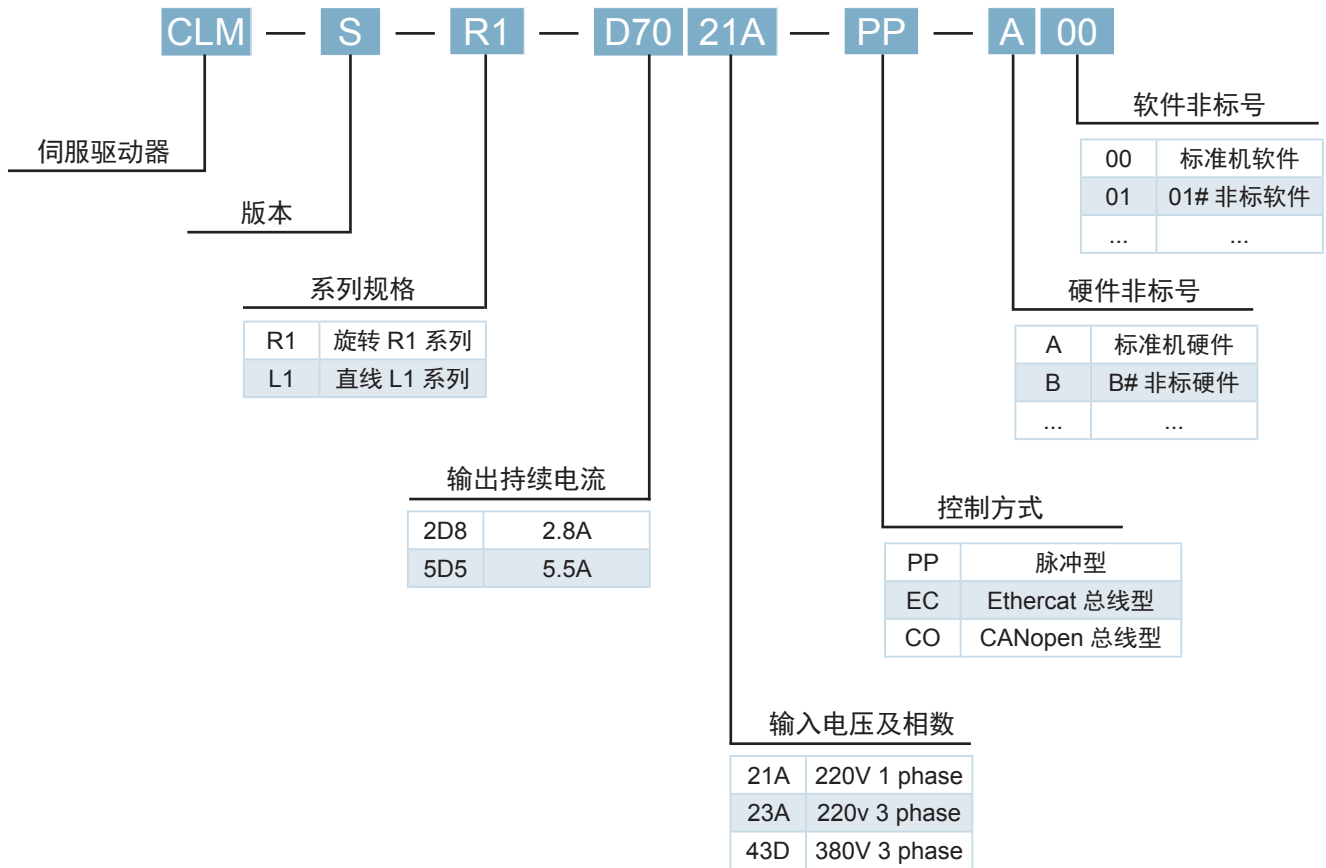 CLM — S — R1 — D70 21A — PP — A 00
软件非标号
00 标准机软件
01 01# 非标软件
... ...
伺服驱动器
版本
系列规格
R1 旋转 R1 系列
L1 直线 L1 系列
硬件非标号
A 标准机硬件
B B# 非标硬件
... ...
输出持续电流
2D8 2.8A
5D5 5.5A
控制方式
PP 脉冲型
EC Ethercat 总线型
CO CANopen 总线型
输入电压及相数
21A 220V 1 phase
23A 220v 3 phase
43D 380V 3 phase